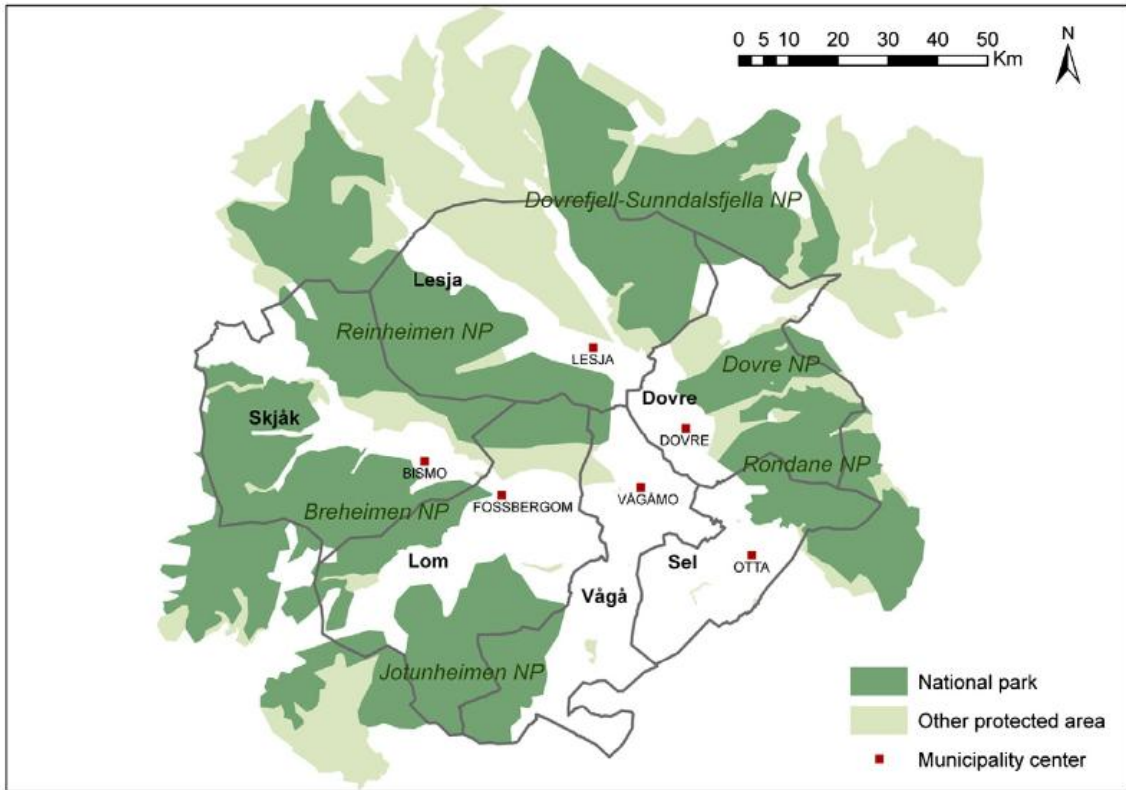 0 5 10 20 30 40 50
Km
N
Dovrefjell-Sunndalsfjella NP
Lesja
Reinheimen NP
LESJA
Dovre NP
Dovre
Skjåk
DOVRE
BISMO
Rondane NP
VÅGÅMO
FOSSBERGOM
Breheimen NP
Lom
Sel
OTTA
Vågå
Jotunheimen NP
National park
Other protected area
Municipality center